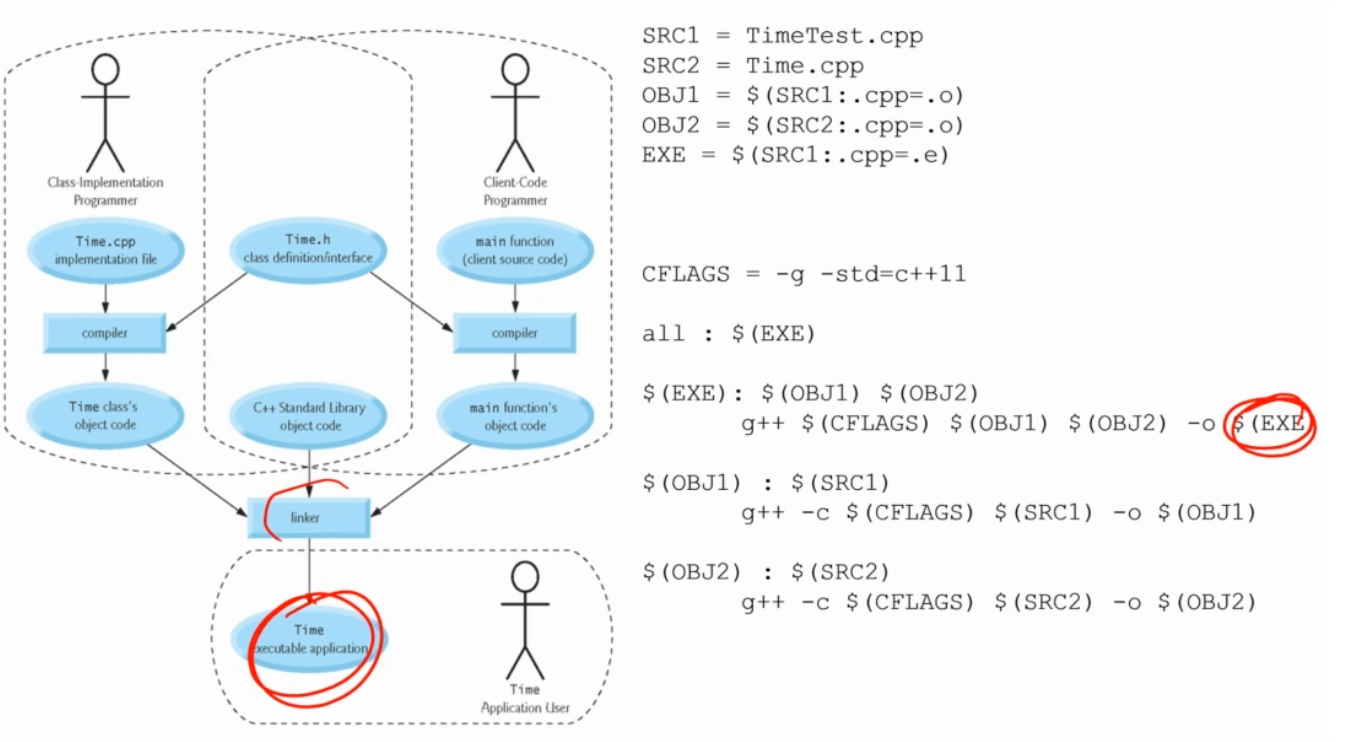 Class-Implementation
Programmer
Client-Code
Programmer
Time.cpp
implementation file
Time.h
class definition/interface
main function
(client source code)
compiler
compiler
Time class's
object code
C++ Standard Library
object code
main function's
object code
linker
Time
executable application
Time
Application User
SRC1 = TimeTest.cpp
SRC2 = Time.cpp
OBJ1 = $(SRC1:.cpp=.o)
OBJ2 = $(SRC2:.cpp=.o)
EXE = $(SRC1:.cpp=.e)
CFLAGS = -g -std=c++11
all : $(EXE)
$(EXE): $(OBJ1) $(OBJ2)
g++ $(CFLAGS) $(OBJ1) $(OBJ2) -o $(EXE)
$(OBJ1) : $(SRC1)
g++ -c $(CFLAGS) $(SRC1) -o $(OBJ1)
$(OBJ2) : $(SRC2)
g++ -c $(CFLAGS) $(SRC2) -o $(OBJ2)